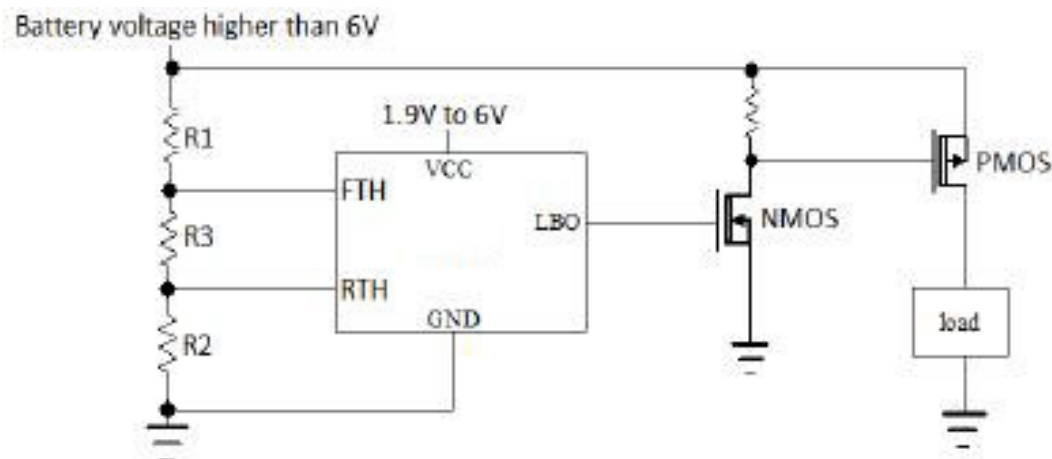 Battery voltage higher than 6V
R1
1.9V to 6V
VCC
FTH
PMOS
LBO
NMOS
R3
RTH
GND
load
R2